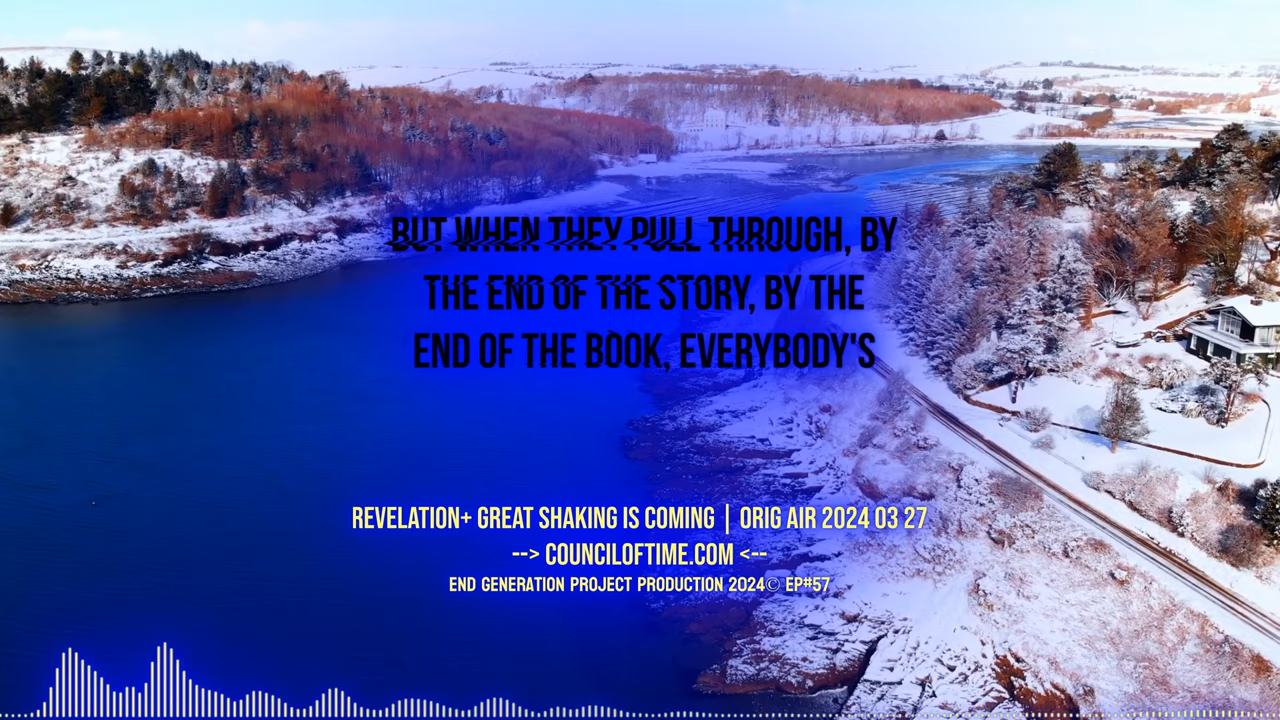 BUT WHEN THEY PULL THROUGH, BY
THE END OF THE STORY, BY THE
END OF THE BOOK, EVERYBODY'S
REVELATION+ GREAT SHAKING IS COMING | ORIG AIR 2024 03 27
--> COUNCILOFTIME.COM <--
END GENERATION PROJECT PRODUCTION 2024© EP#57